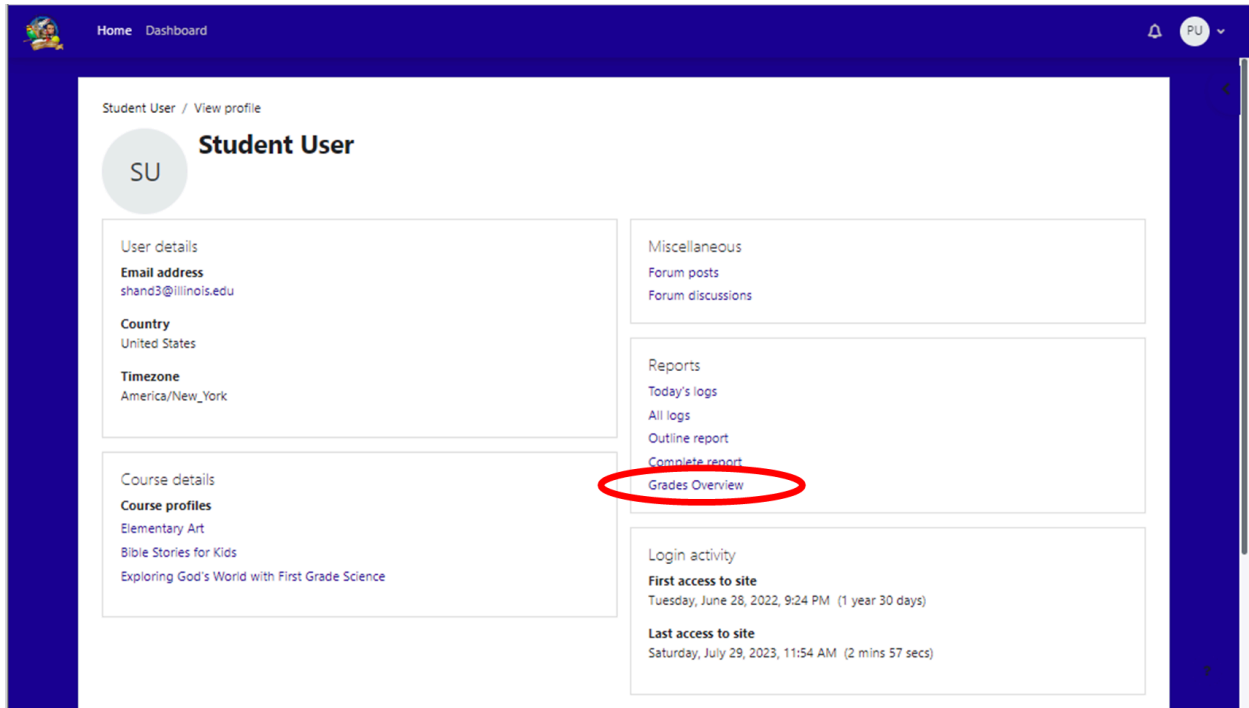 Home Dashboard
PU
Student User / View profile
SU
Student User
User details
Email address
shand3@illinois.edu
Country
United States
Timezone
America/New_York
Course details
Course profiles
Elementary Art
Bible Stories for Kids
Exploring God's World with First Grade Science
Miscellaneous
Forum posts
Forum discussions
Reports
Today's logs
All logs
Outline report
Complete report
Grades Overview
Login activity
First access to site
Tuesday, June 28, 2022, 9:24 PM (1 year 30 days)
Last access to site
Saturday, July 29, 2023, 11:54 AM (2 mins 57 secs)